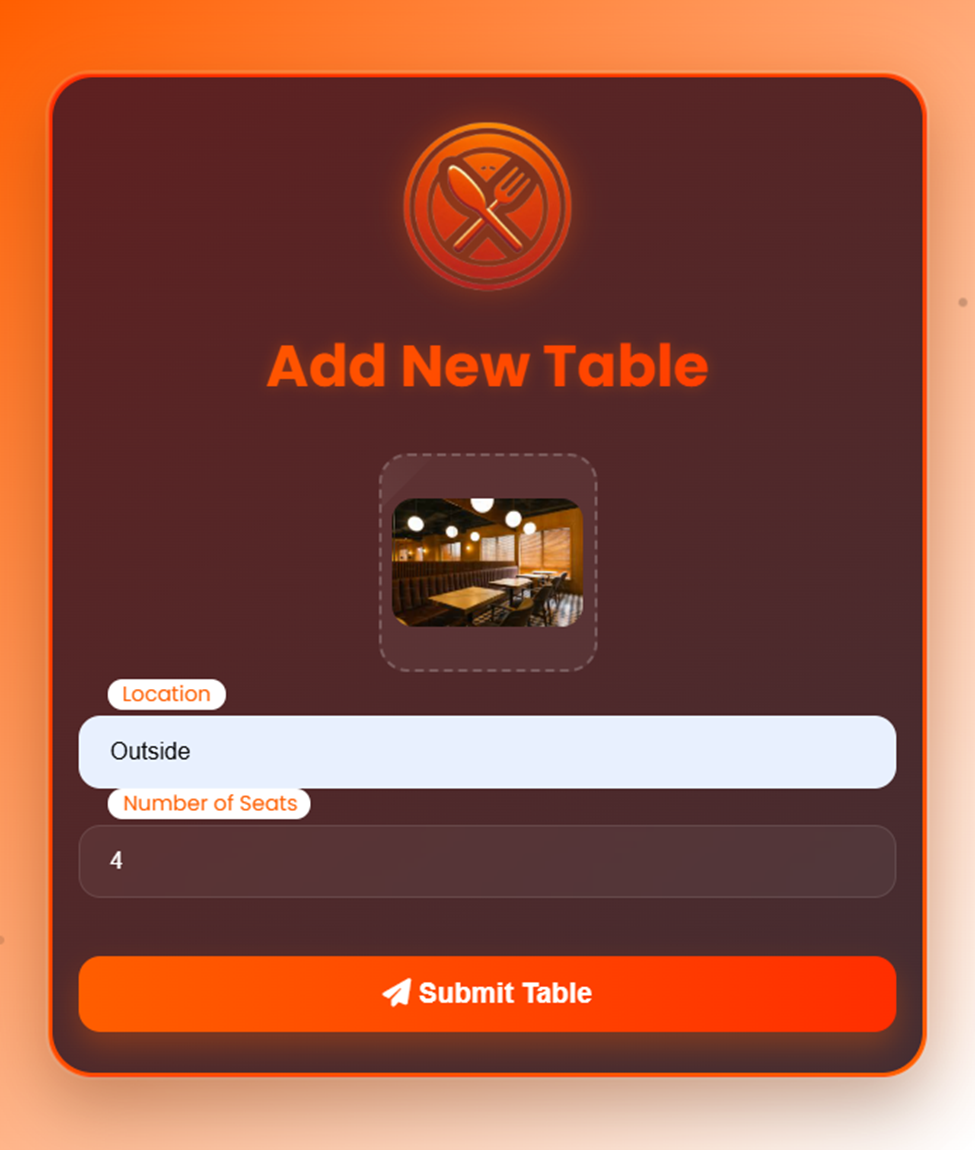 Add New Table
Location
Outside
Number of Seats
4
Submit Table